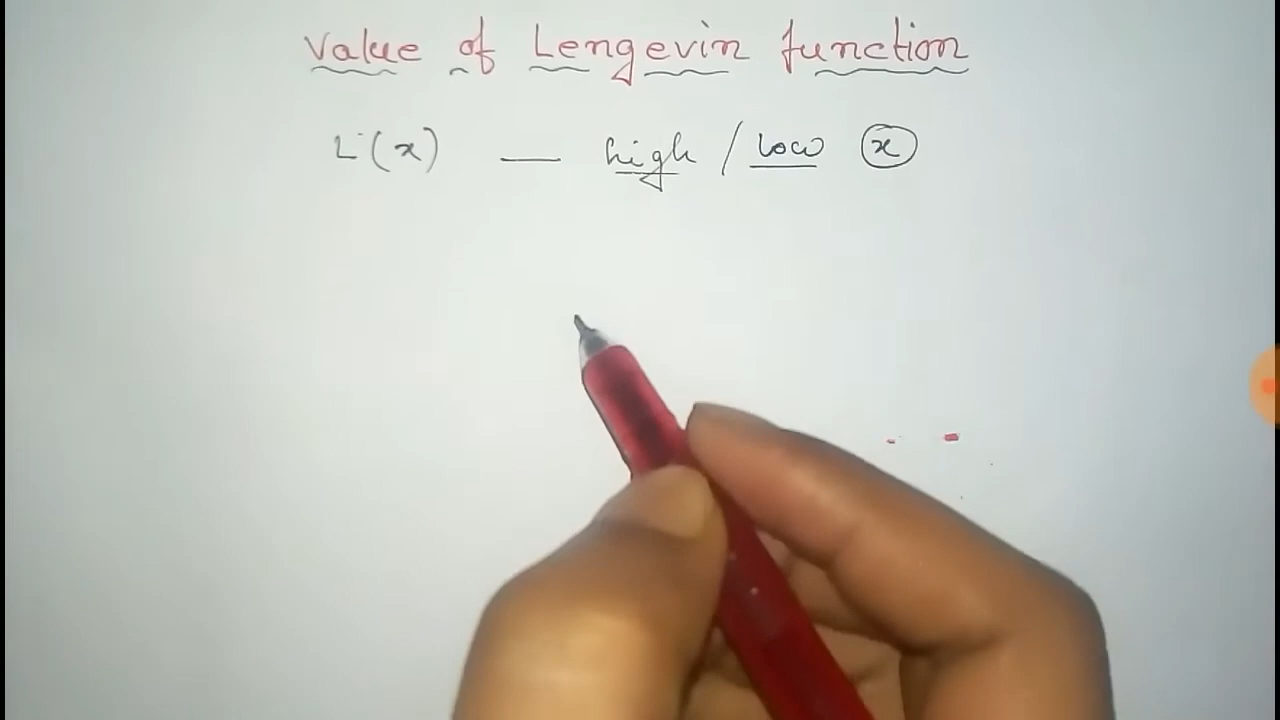 Value of Lengevin function
L(x) — high / low x